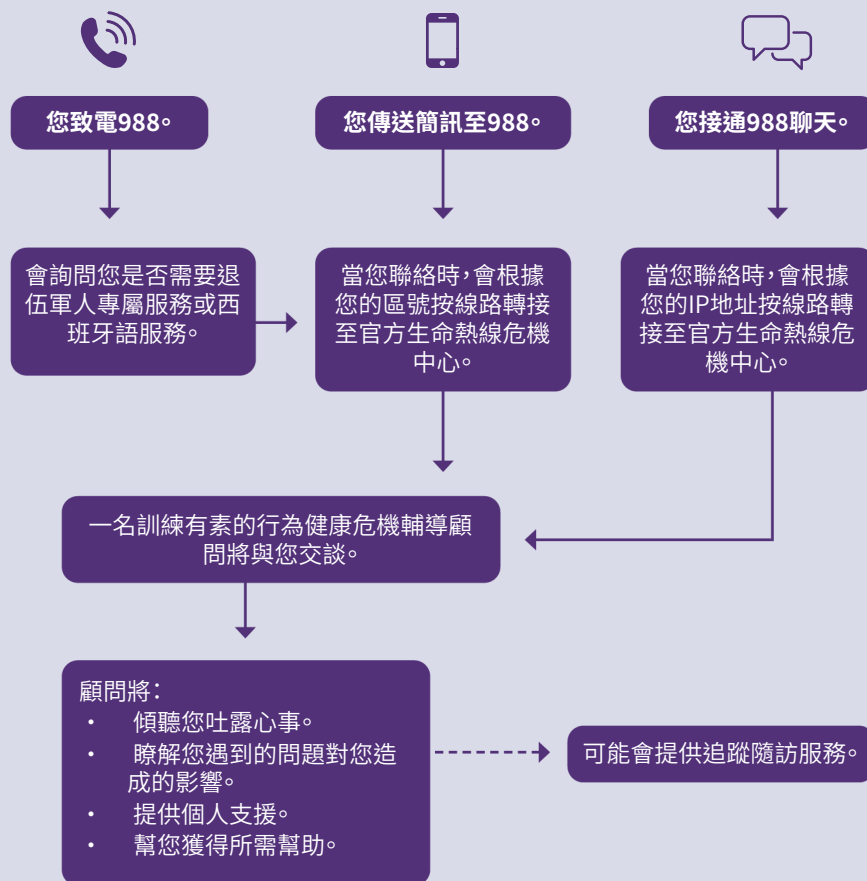 您致電988。
您傳送簡訊至988。
您接通988聊天。
會詢問您是否需要退
伍軍人專屬服務或西
班牙語服務。
當您聯絡時，會根據
您的區號按線路轉接
至官方生命熱線危機
中心。
當您聯絡時，會根據
您的IP地址按線路轉
接至官方生命熱線危
機中心。
一名訓練有素的行為健康危機輔導顧
問將與您交談。
顧問將：
· 傾聽您吐露心事。
· 瞭解您遇到的問題對您造
成的影響。
· 提供個人支援。
· 幫您獲得所需幫助。
可能會提供追蹤隨訪服務。